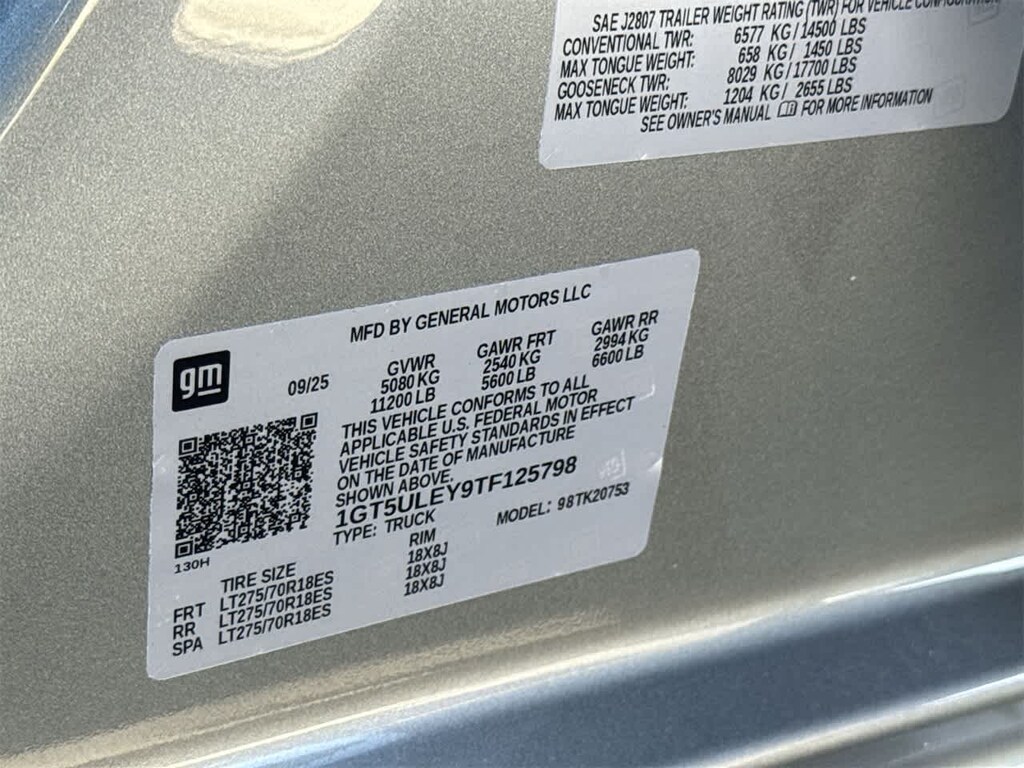 SAE J2807 TRAILER WEIGHT RATING (TWR) FOR VEHICLE CONFIGURATION
CONVENTIONAL TWR: 6577 KG/14500 LBS
MAX TONGUE WEIGHT: 658 KG/ 1450 LBS
GOOSENECK TWR: 8029 KG/17700 LBS
MAX TONGUE WEIGHT: 1204 KG/ 2655 LBS
SEE OWNER'S MANUAL FOR MORE INFORMATION
MFD BY GENERAL MOTORS LLC
gm
09/25
GVWR GAWR FRT GAWR RR
5080 KG 2540 KG 2994 KG
11200 LB 5600 LB 6600 LB
THIS VEHICLE CONFORMS TO ALL
APPLICABLE U.S. FEDERAL MOTOR
VEHICLE SAFETY STANDARDS IN EFFECT
ON THE DATE OF MANUFACTURE
SHOWN ABOVE.
1GT5ULEY9TF125798
TYPE: TRUCK MODEL: 98TK20753
130H
TIRE SIZE RIM
FRT LT275/70R18ES 18X8J
RR LT275/70R18ES 18X8J
SPA LT275/70R18ES 18X8J